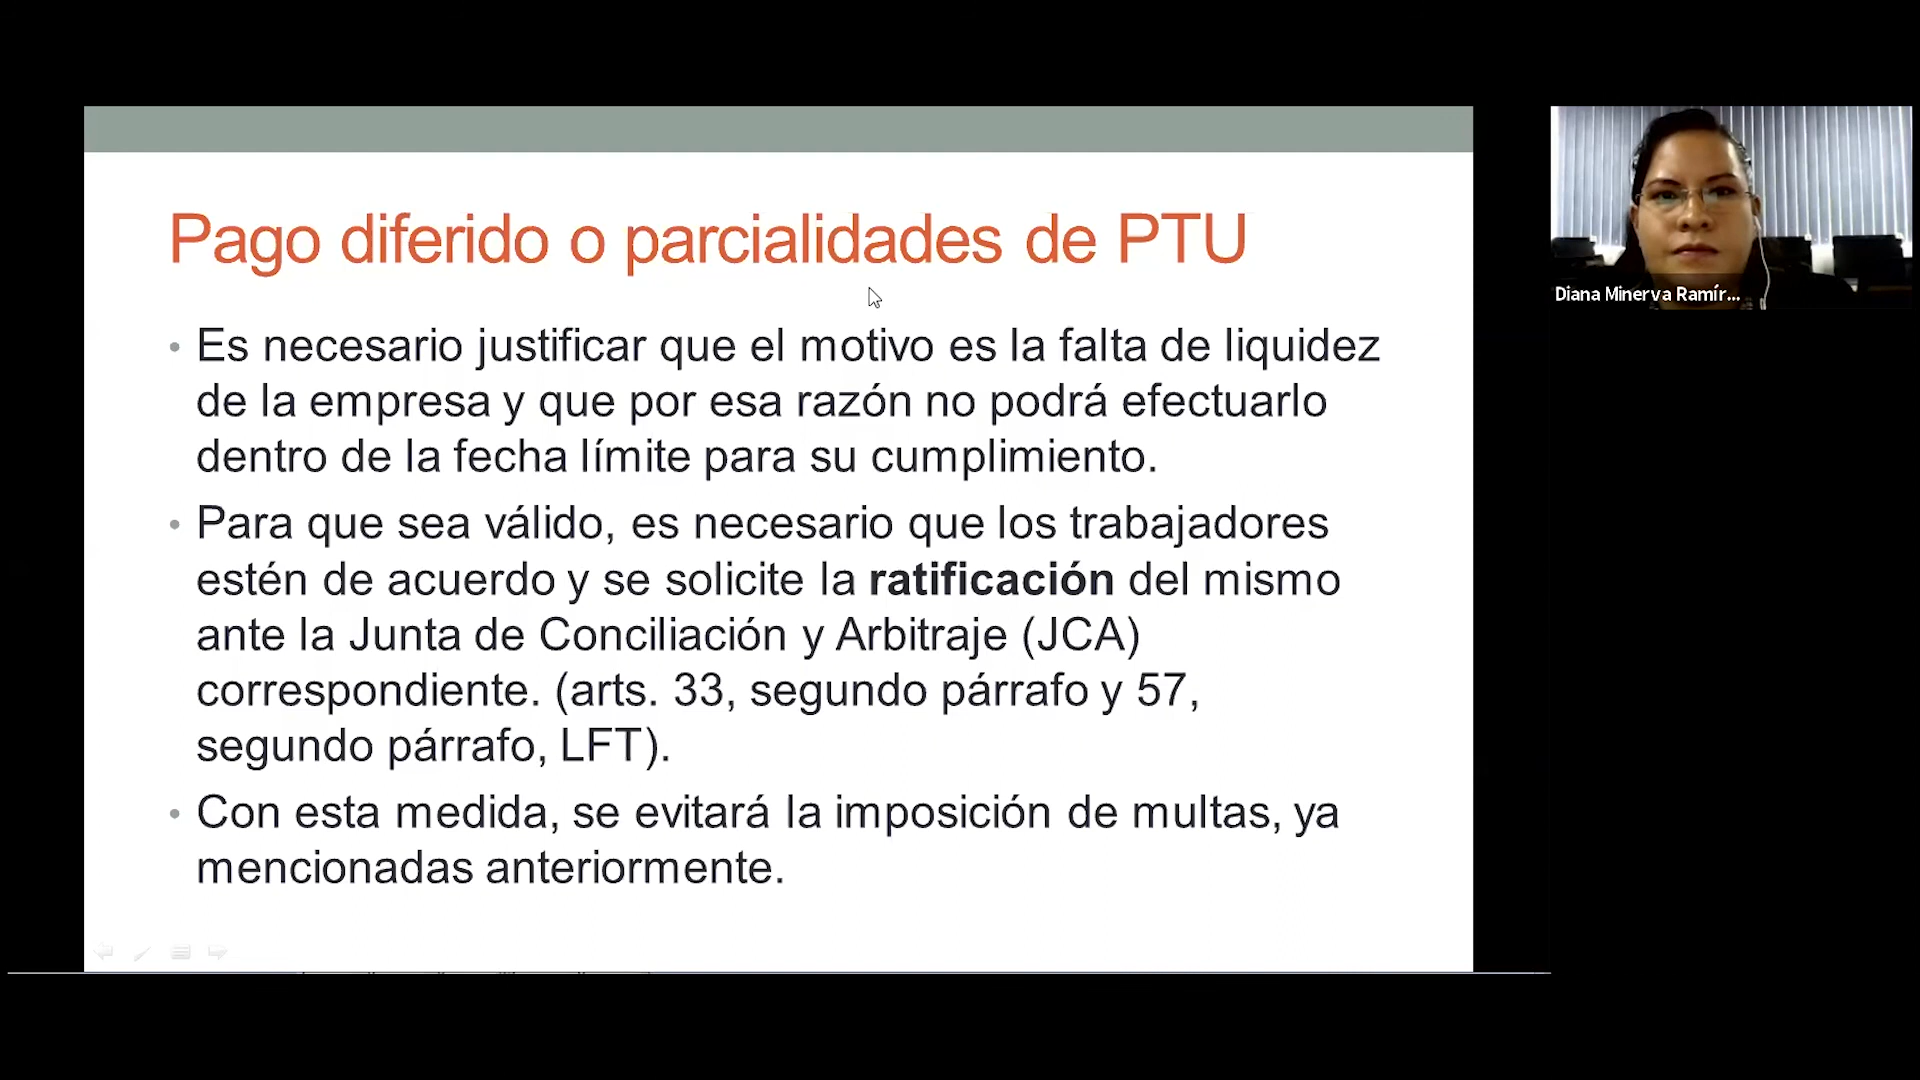 Pago diferido o parcialidades de PTU
• Es necesario justificar que el motivo es la falta de liquidez
de la empresa y que por esa razón no podrá efectuarlo
dentro de la fecha límite para su cumplimiento.
• Para que sea válido, es necesario que los trabajadores
estén de acuerdo y se solicite la ratificación del mismo
ante la Junta de Conciliación y Arbitraje (JCA)
correspondiente. (arts. 33, segundo párrafo y 57,
segundo párrafo, LFT).
• Con esta medida, se evitará la imposición de multas, ya
mencionadas anteriormente.
Diana Minerva Ramír...